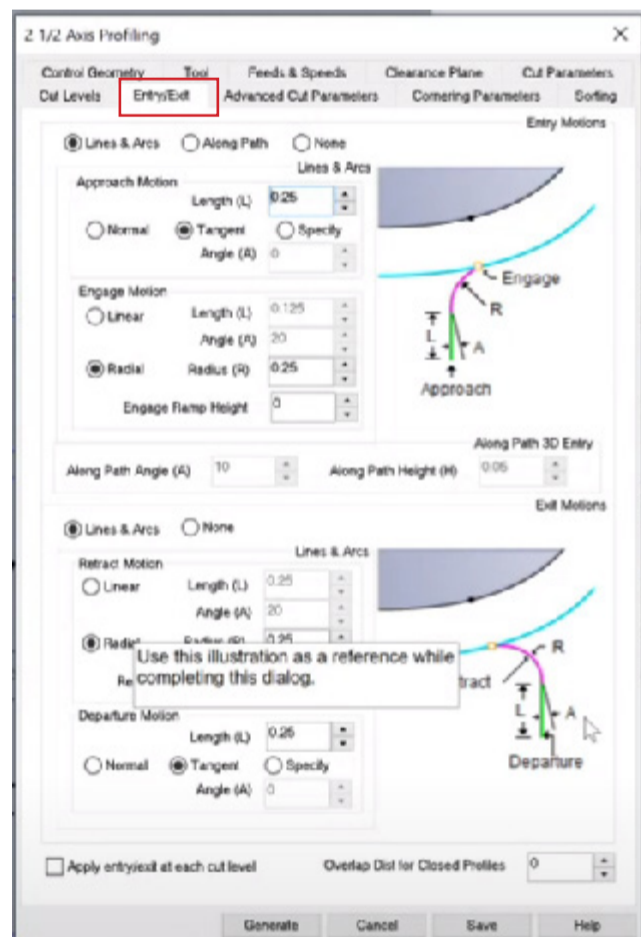 2 1/2 Axis Profiling
Control Geometry Tool Feeds & Speeds Clearance Plane Cut Parameters
Cut Levels Entry/Exit Advanced Cut Parameters Cornering Parameters Sorting
Entry Motions
Lines & Arcs Along Path None
Lines & Arcs
Approach Motion
Length (L) 0.25
Normal Tangent Specify
Angle (A) 0
Engage Motion
Linear Length (L) 0.125
Angle (A) 20
Radial Radius (R) 0.25
Engage Ramp Height 0
Engage
R
L
A
Approach
Along Path 3D Entry
Along Path Angle (A) 10 Along Path Height (H) 0.05
Exit Motions
Lines & Arcs None
Lines & Arcs
Retract Motion
Linear Length (L) 0.25
Angle (A) 20
Radial Radius (R) 0.25
Use this illustration as a reference while
Re completing this dialog.
R
tract
L
A
Departure
Departure Motion
Length (L) 0.25
Normal Tangent Specify
Angle (A) 0
Apply entry/exit at each cut level Overlap Dist for Closed Profiles 0
Generate Cancel Save Help